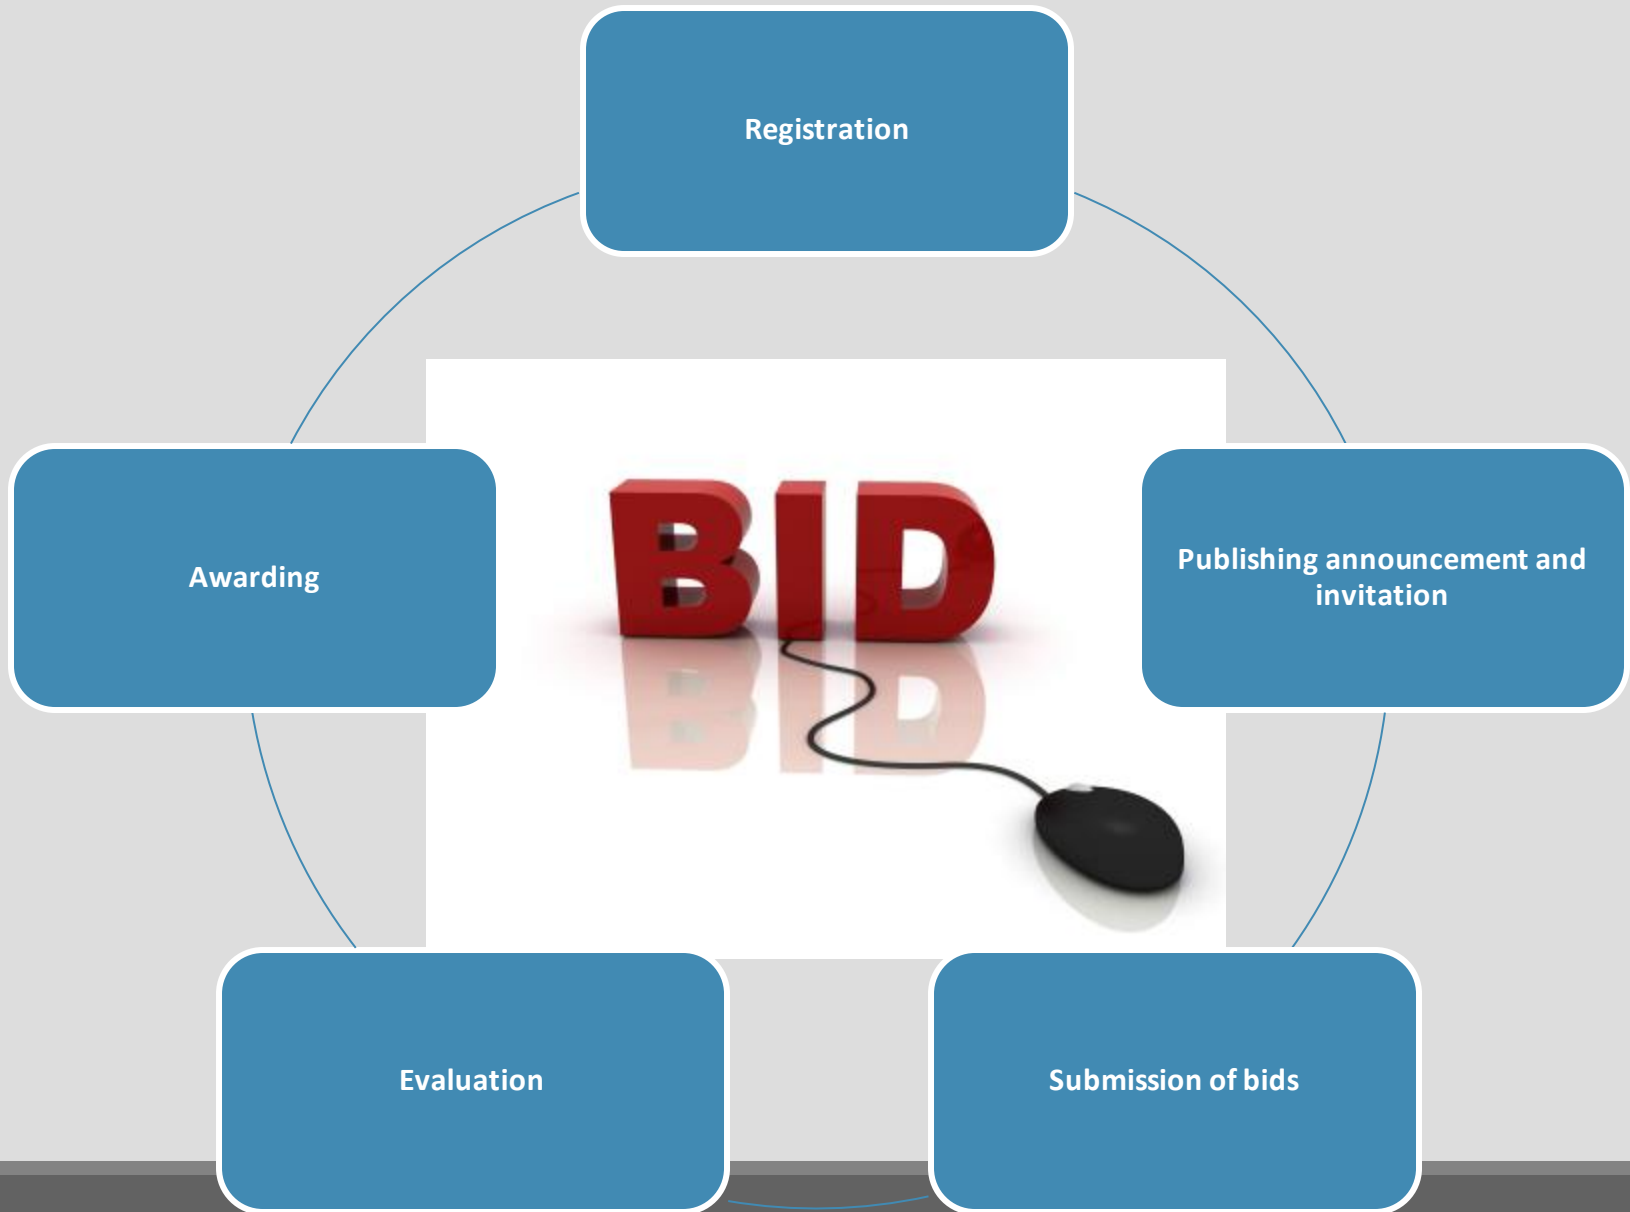 Registration
Publishing announcement and
invitation
Submission of bids
Evaluation
Awarding
BID